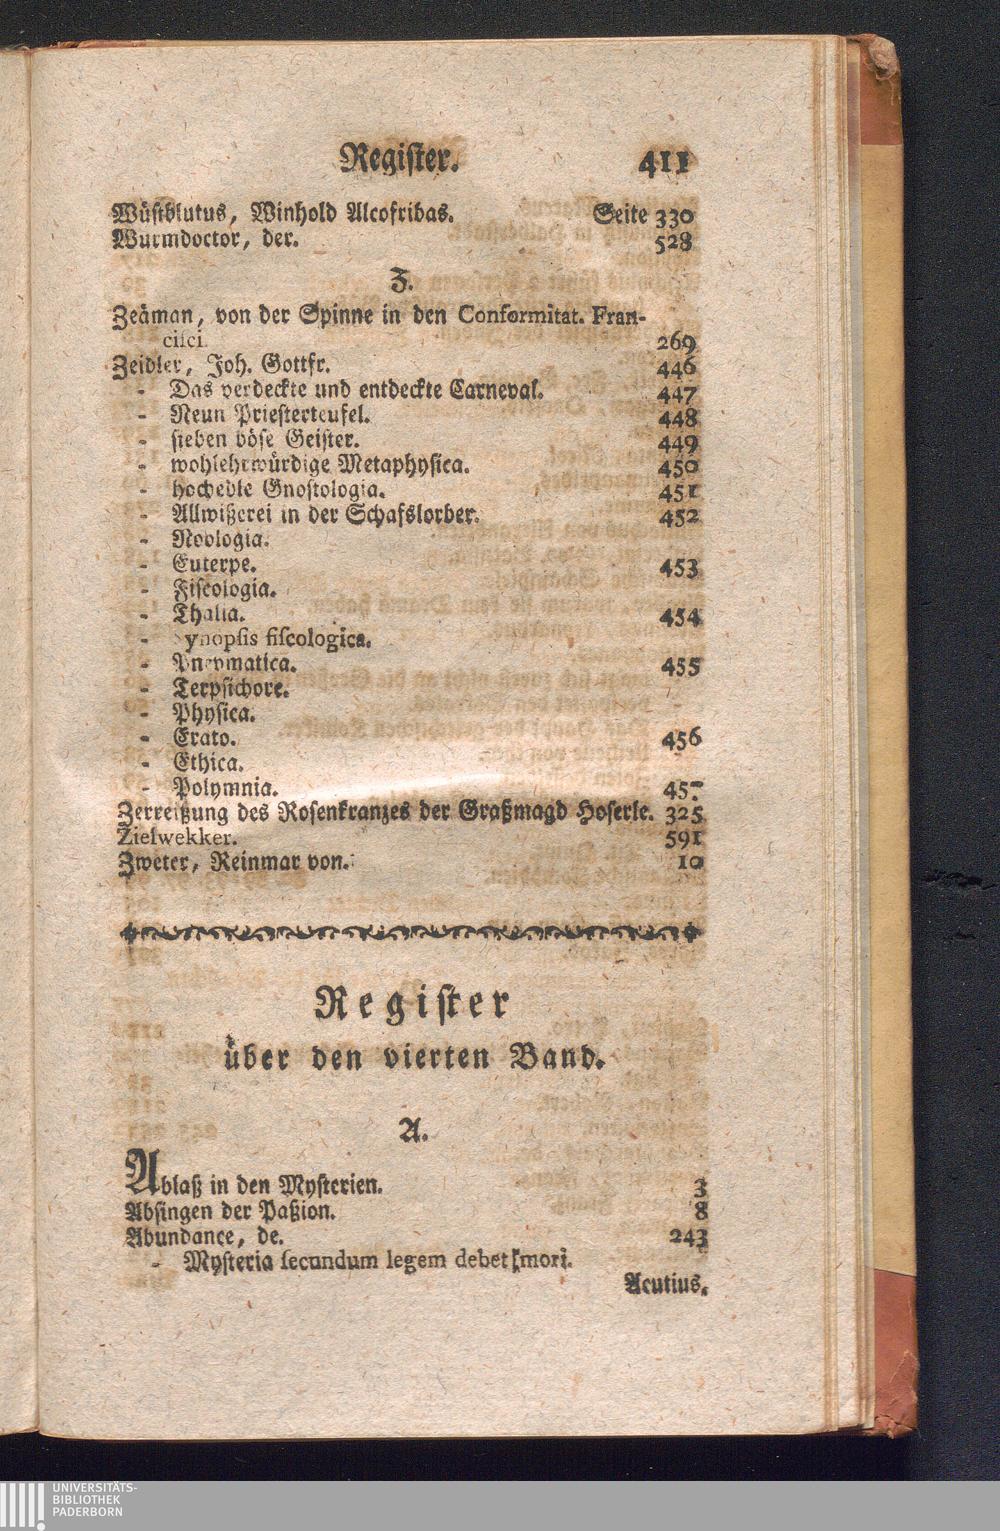 Register. 411
Wüstblutus, Winhold Alcofribas. Seite 330
Wurmdoctor, der. 528
Z.
Zeäman, von der Spinne in den Conformitat. Fran-
cisci. 269
Zeidler, Joh. Gottfr. 446
- Das verdeckte und entdeckte Carneval. 447
- Neun Priesterteufel. 448
- sieben böse Geister. 449
- wohlehrwürdige Metaphysica. 450
- hochedle Gnostologia. 451
- Allwißerei in der Schafslorber. 452
- Noologia.
- Euterpe. 453
- Fiscologia.
- Thalia. 454
- Synopsis fiscologica.
- Pnevmatica. 455
- Terpsichore.
- Physica.
- Erato. 456
- Ethica.
- Polymnia. 457
Zerreißung des Rosenkranzes der Graßmagd Hoserle. 325
Zielwekker. 591
Zweter, Reinmar von. 10
Register
über den vierten Band.
A.
Ablaß in den Mysterien. 3
Absingen der Paßion. 8
Abundance, de. 243
- Mysteria secundum legem debet mori.
Acutius.
UNIVERSITÄTS-
BIBLIOTHEK
PADERBORN